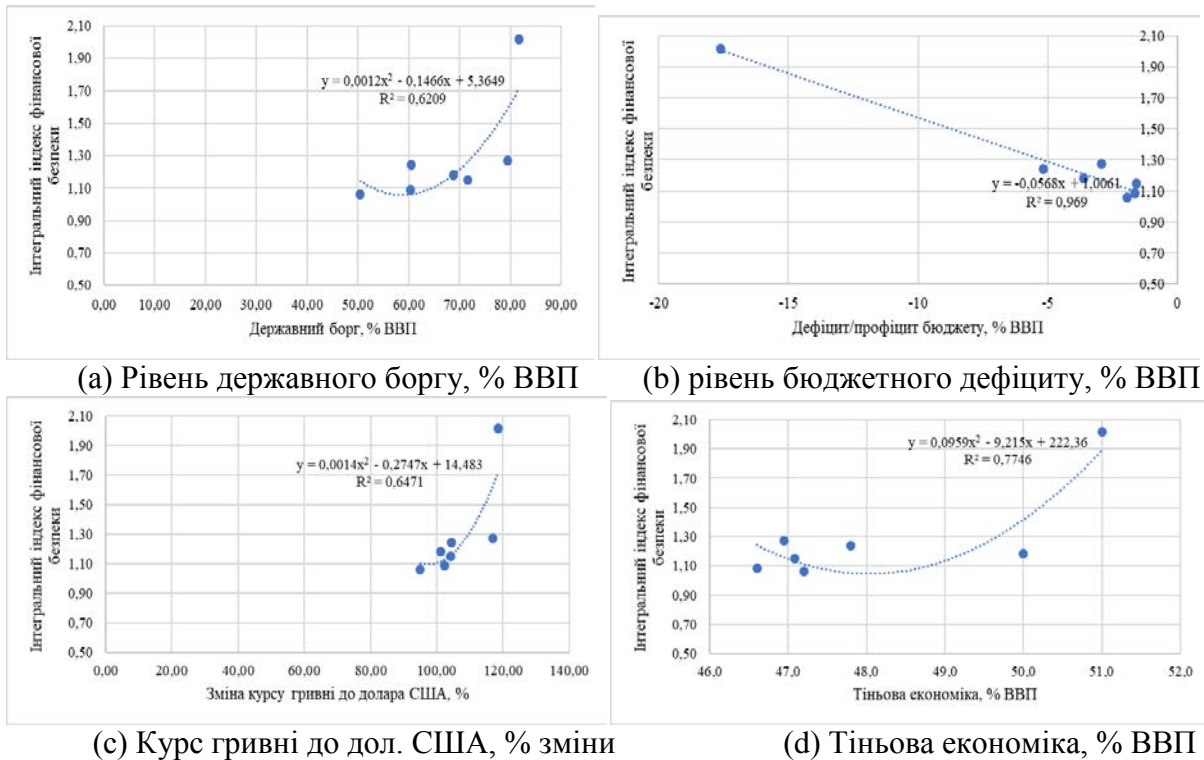 Інтегральний індекс фінансової безпеки
2,10
1,90
1,70
1,50
1,30
1,10
0,90
0,70
0,50
y = 0,0012x² - 0,1466x + 5,3649
R² = 0,6209
0,00 10,00 20,00 30,00 40,00 50,00 60,00 70,00 80,00 90,00
Державний борг, % ВВП
Інтегральний індекс фінансової безпеки
2,10
1,90
1,70
1,50
1,30
1,10
0,90
0,70
0,50
y = -0,0568x + 1,0061
R² = 0,969
-20 -15 -10 -5 0
Дефіцит/профіцит бюджету, % ВВП
(a) Рівень державного боргу, % ВВП (b) рівень бюджетного дефіциту, % ВВП
Інтегральний індекс фінансової безпеки
2,10
1,90
1,70
1,50
1,30
1,10
0,90
0,70
0,50
y = 0,0014x² - 0,2747x + 14,483
R² = 0,6471
0,00 20,00 40,00 60,00 80,00 100,00 120,00 140,00
Зміна курсу гривні до долара США, %
Інтегральний індекс фінансової безпеки
2,10
1,90
1,70
1,50
1,30
1,10
0,90
0,70
0,50
y = 0,0959x² - 9,215x + 222,36
R² = 0,7746
46,0 47,0 48,0 49,0 50,0 51,0 52,0
Тіньова економіка, % ВВП
(c) Курс гривні до дол. США, % зміни (d) Тіньова економіка, % ВВП